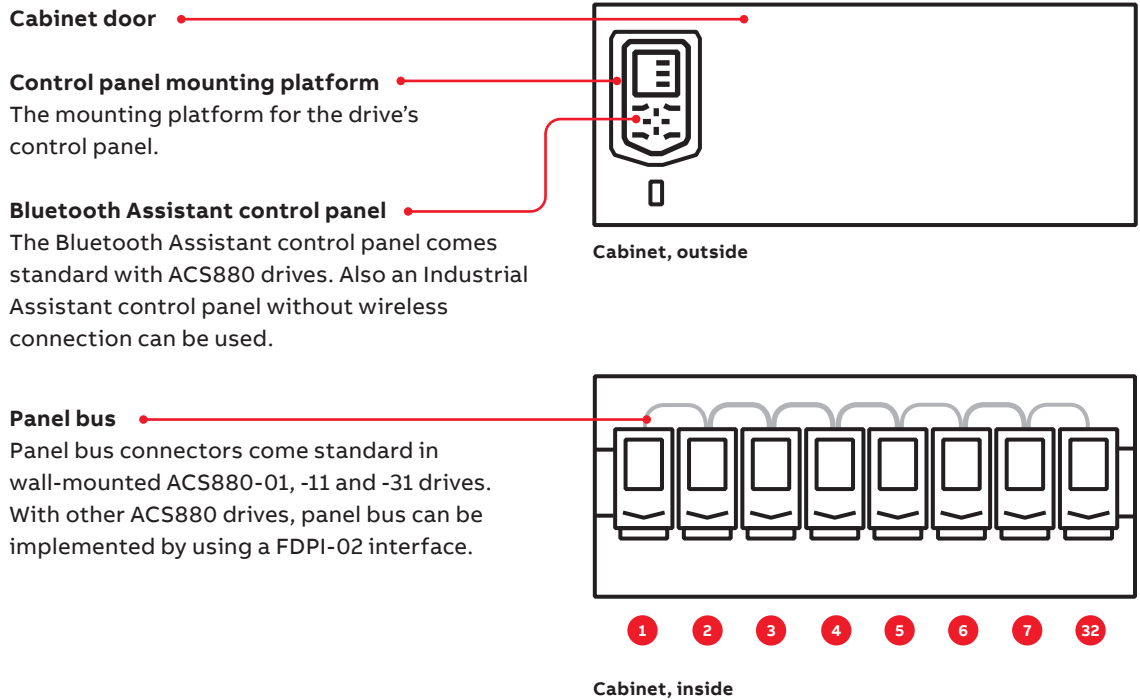 Cabinet door
Control panel mounting platform
The mounting platform for the drive's
control panel.
Bluetooth Assistant control panel
The Bluetooth Assistant control panel comes
standard with ACS880 drives. Also an Industrial
Assistant control panel without wireless
connection can be used.
Cabinet, outside
Panel bus
Panel bus connectors come standard in
wall-mounted ACS880-01, -11 and -31 drives.
With other ACS880 drives, panel bus can be
implemented by using a FDPI-02 interface.
1 2 3 4 5 6 7 32
Cabinet, inside